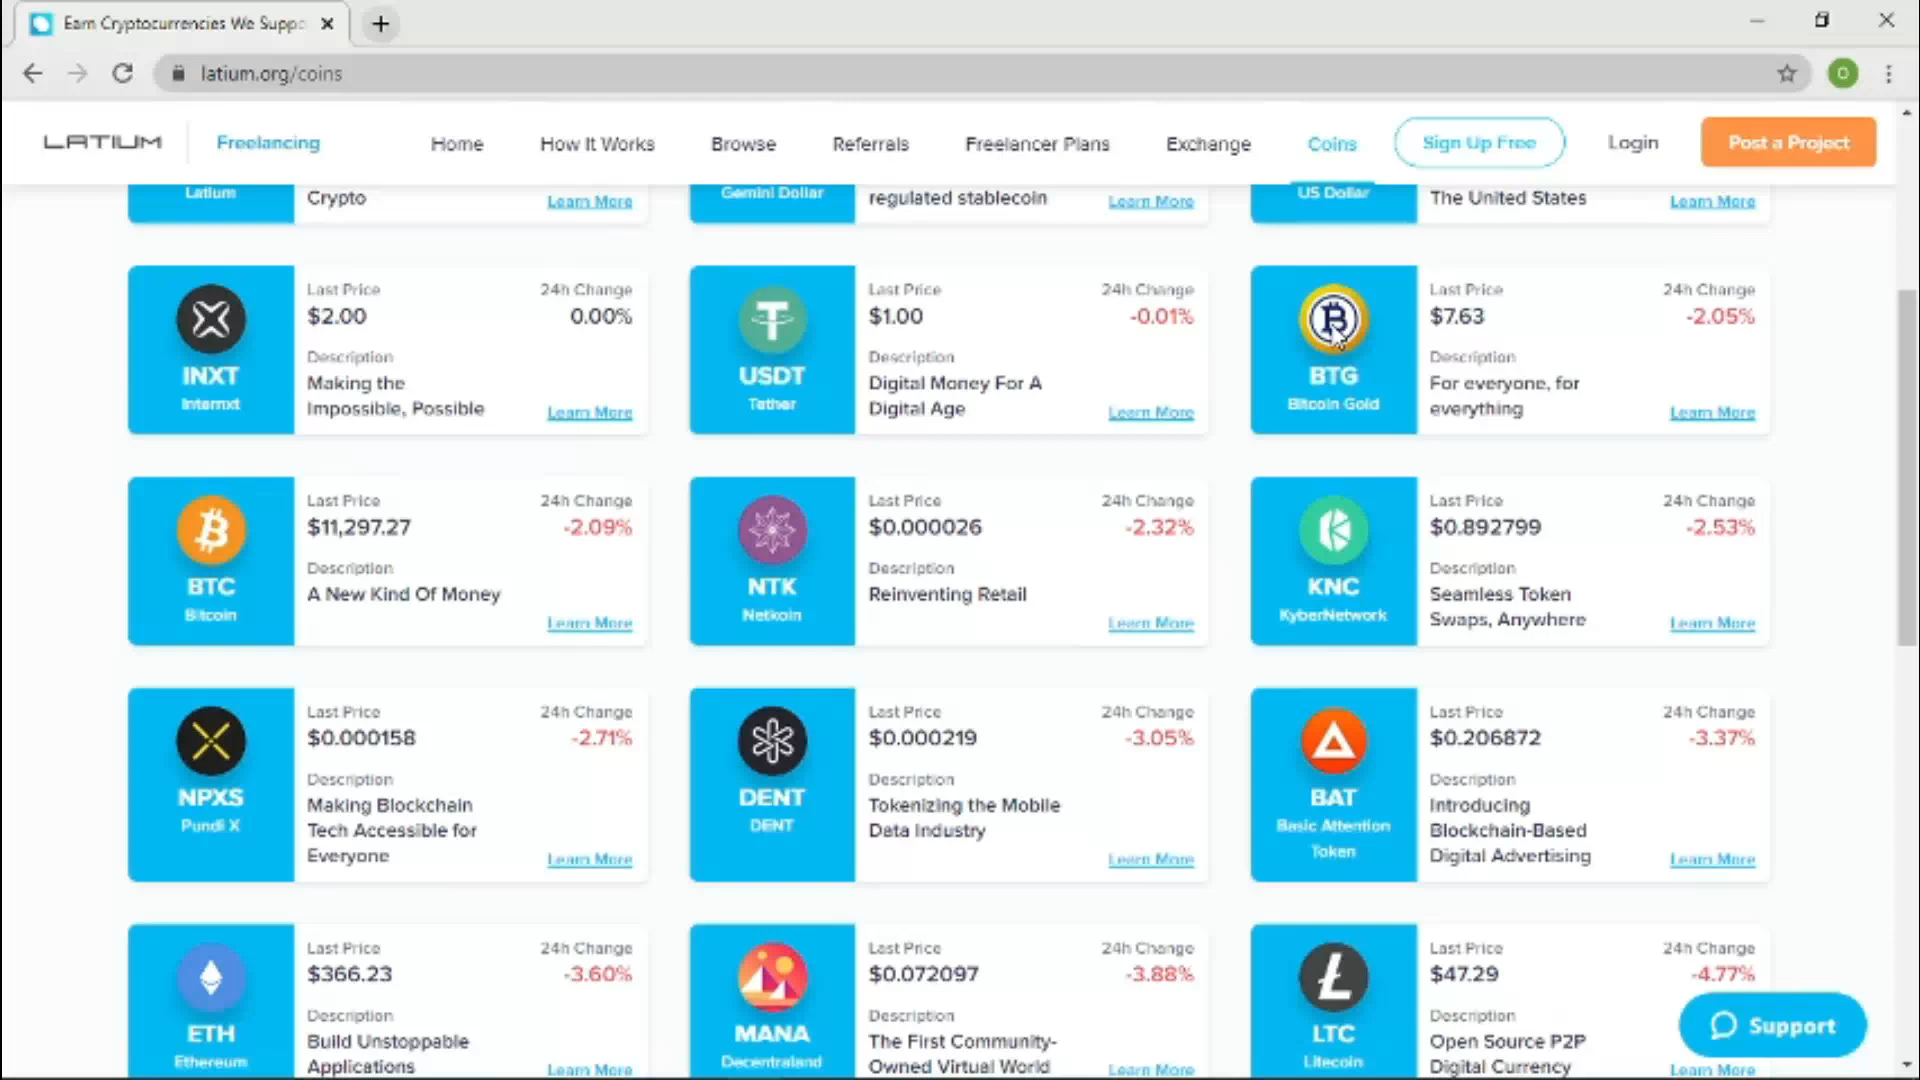 Earn Cryptocurrencies We Suppo
latium.org/coins
O
LATIUM
Freelancing
Home
How It Works
Browse
Referrals
Freelancer Plans
Exchange
Coins
Sign Up Free
Login
Post a Project
Latium
Crypto
Learn More
Gemini Dollar
regulated stablecoin
Learn More
US Dollar
The United States
Learn More
INXT
Internxt
Last Price
24h Change
$2.00
0.00%
Description
Making the
Impossible, Possible
Learn More
USDT
Tether
Last Price
24h Change
$1.00
-0.01%
Description
Digital Money For A
Digital Age
Learn More
BTG
Bitcoin Gold
Last Price
24h Change
$7.63
-2.05%
Description
For everyone, for
everything
Learn More
BTC
Bitcoin
Last Price
24h Change
$11,297.27
-2.09%
Description
A New Kind Of Money
Learn More
NTK
Netkoin
Last Price
24h Change
$0.000026
-2.32%
Description
Reinventing Retail
Learn More
KNC
KyberNetwork
Last Price
24h Change
$0.892799
-2.53%
Description
Seamless Token
Swaps, Anywhere
Learn More
NPXS
Pundi X
Last Price
24h Change
$0.000158
-2.71%
Description
Making Blockchain
Tech Accessible for
Everyone
Learn More
DENT
DENT
Last Price
24h Change
$0.000219
-3.05%
Description
Tokenizing the Mobile
Data Industry
Learn More
BAT
Basic Attention
Token
Last Price
24h Change
$0.206872
-3.37%
Description
Introducing
Blockchain-Based
Digital Advertising
Learn More
ETH
Ethereum
Last Price
24h Change
$366.23
-3.60%
Description
Build Unstoppable
Applications
Learn More
MANA
Decentraland
Last Price
24h Change
$0.072097
-3.88%
Description
The First Community-
Owned Virtual World
Learn More
LTC
Litecoin
Last Price
24h Change
$47.29
-4.77%
Description
Open Source P2P
Digital Currency
Learn More
Support